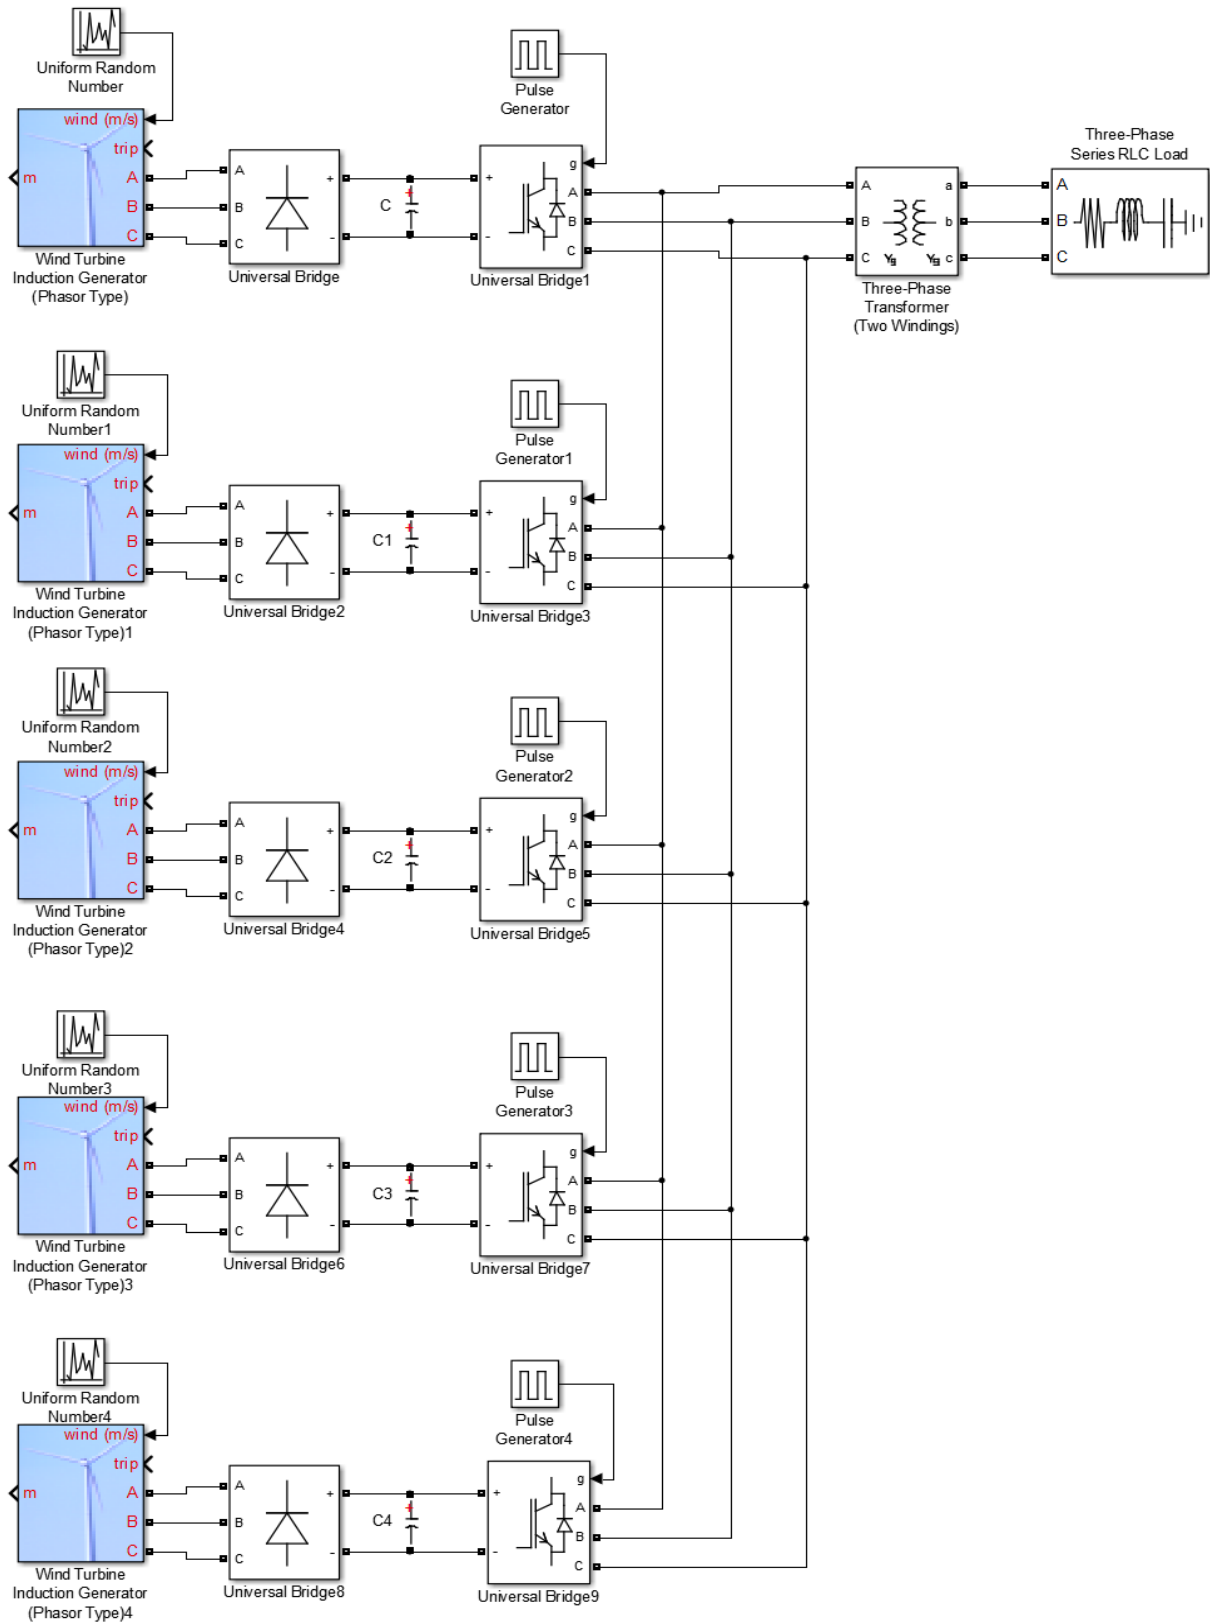 Uniform Random
Number
wind (m/s)
trip
m
A
B
C
Wind Turbine
Induction Generator
(Phasor Type)
A
B
C
+
-
Universal Bridge
C
+
Pulse
Generator
+
-
g
A
B
C
Universal Bridge1
A
B
C
a
b
c
Yg
Yg
Three-Phase
Transformer
(Two Windings)
Three-Phase
Series RLC Load
A
B
C
Uniform Random
Number1
wind (m/s)
trip
m
A
B
C
Wind Turbine
Induction Generator
(Phasor Type)1
A
B
C
+
-
Universal Bridge2
C1
+
Pulse
Generator1
+
-
g
A
B
C
Universal Bridge3
Uniform Random
Number2
wind (m/s)
trip
m
A
B
C
Wind Turbine
Induction Generator
(Phasor Type)2
A
B
C
+
-
Universal Bridge4
C2
+
Pulse
Generator2
+
-
g
A
B
C
Universal Bridge5
Uniform Random
Number3
wind (m/s)
trip
m
A
B
C
Wind Turbine
Induction Generator
(Phasor Type)3
A
B
C
+
-
Universal Bridge6
C3
+
Pulse
Generator3
+
-
g
A
B
C
Universal Bridge7
Uniform Random
Number4
wind (m/s)
trip
m
A
B
C
Wind Turbine
Induction Generator
(Phasor Type)4
A
B
C
+
-
Universal Bridge8
C4
+
Pulse
Generator4
+
-
g
A
B
C
Universal Bridge9